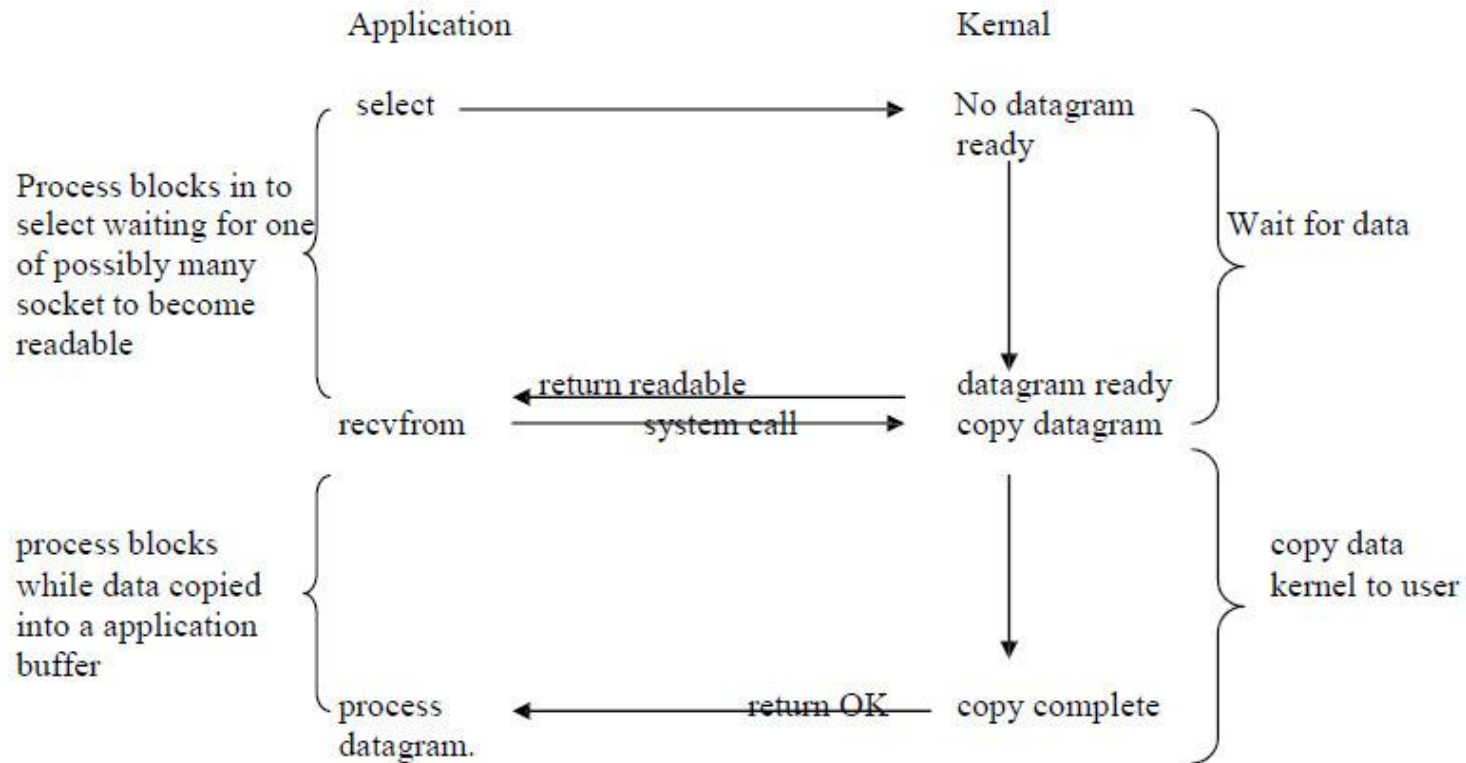 Application
Kernal
select
No datagram
ready
Process blocks in to
select waiting for one
of possibly many
socket to become
readable
Wait for data
return readable
datagram ready
recvfrom
system call
copy datagram
process blocks
while data copied
into a application
buffer
copy data
kernel to user
process
datagram.
return OK
copy complete